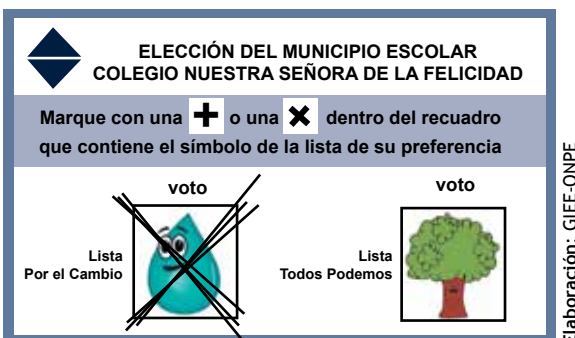 ELECCIÓN DEL MUNICIPIO ESCOLAR
COLEGIO NUESTRA SEÑORA DE LA FELICIDAD
Marque con una + o una × dentro del recuadro
que contiene el símbolo de la lista de su preferencia
voto
Lista
Por el Cambio
voto
Lista
Todos Podemos
Elaboración: GIEE-ONPE